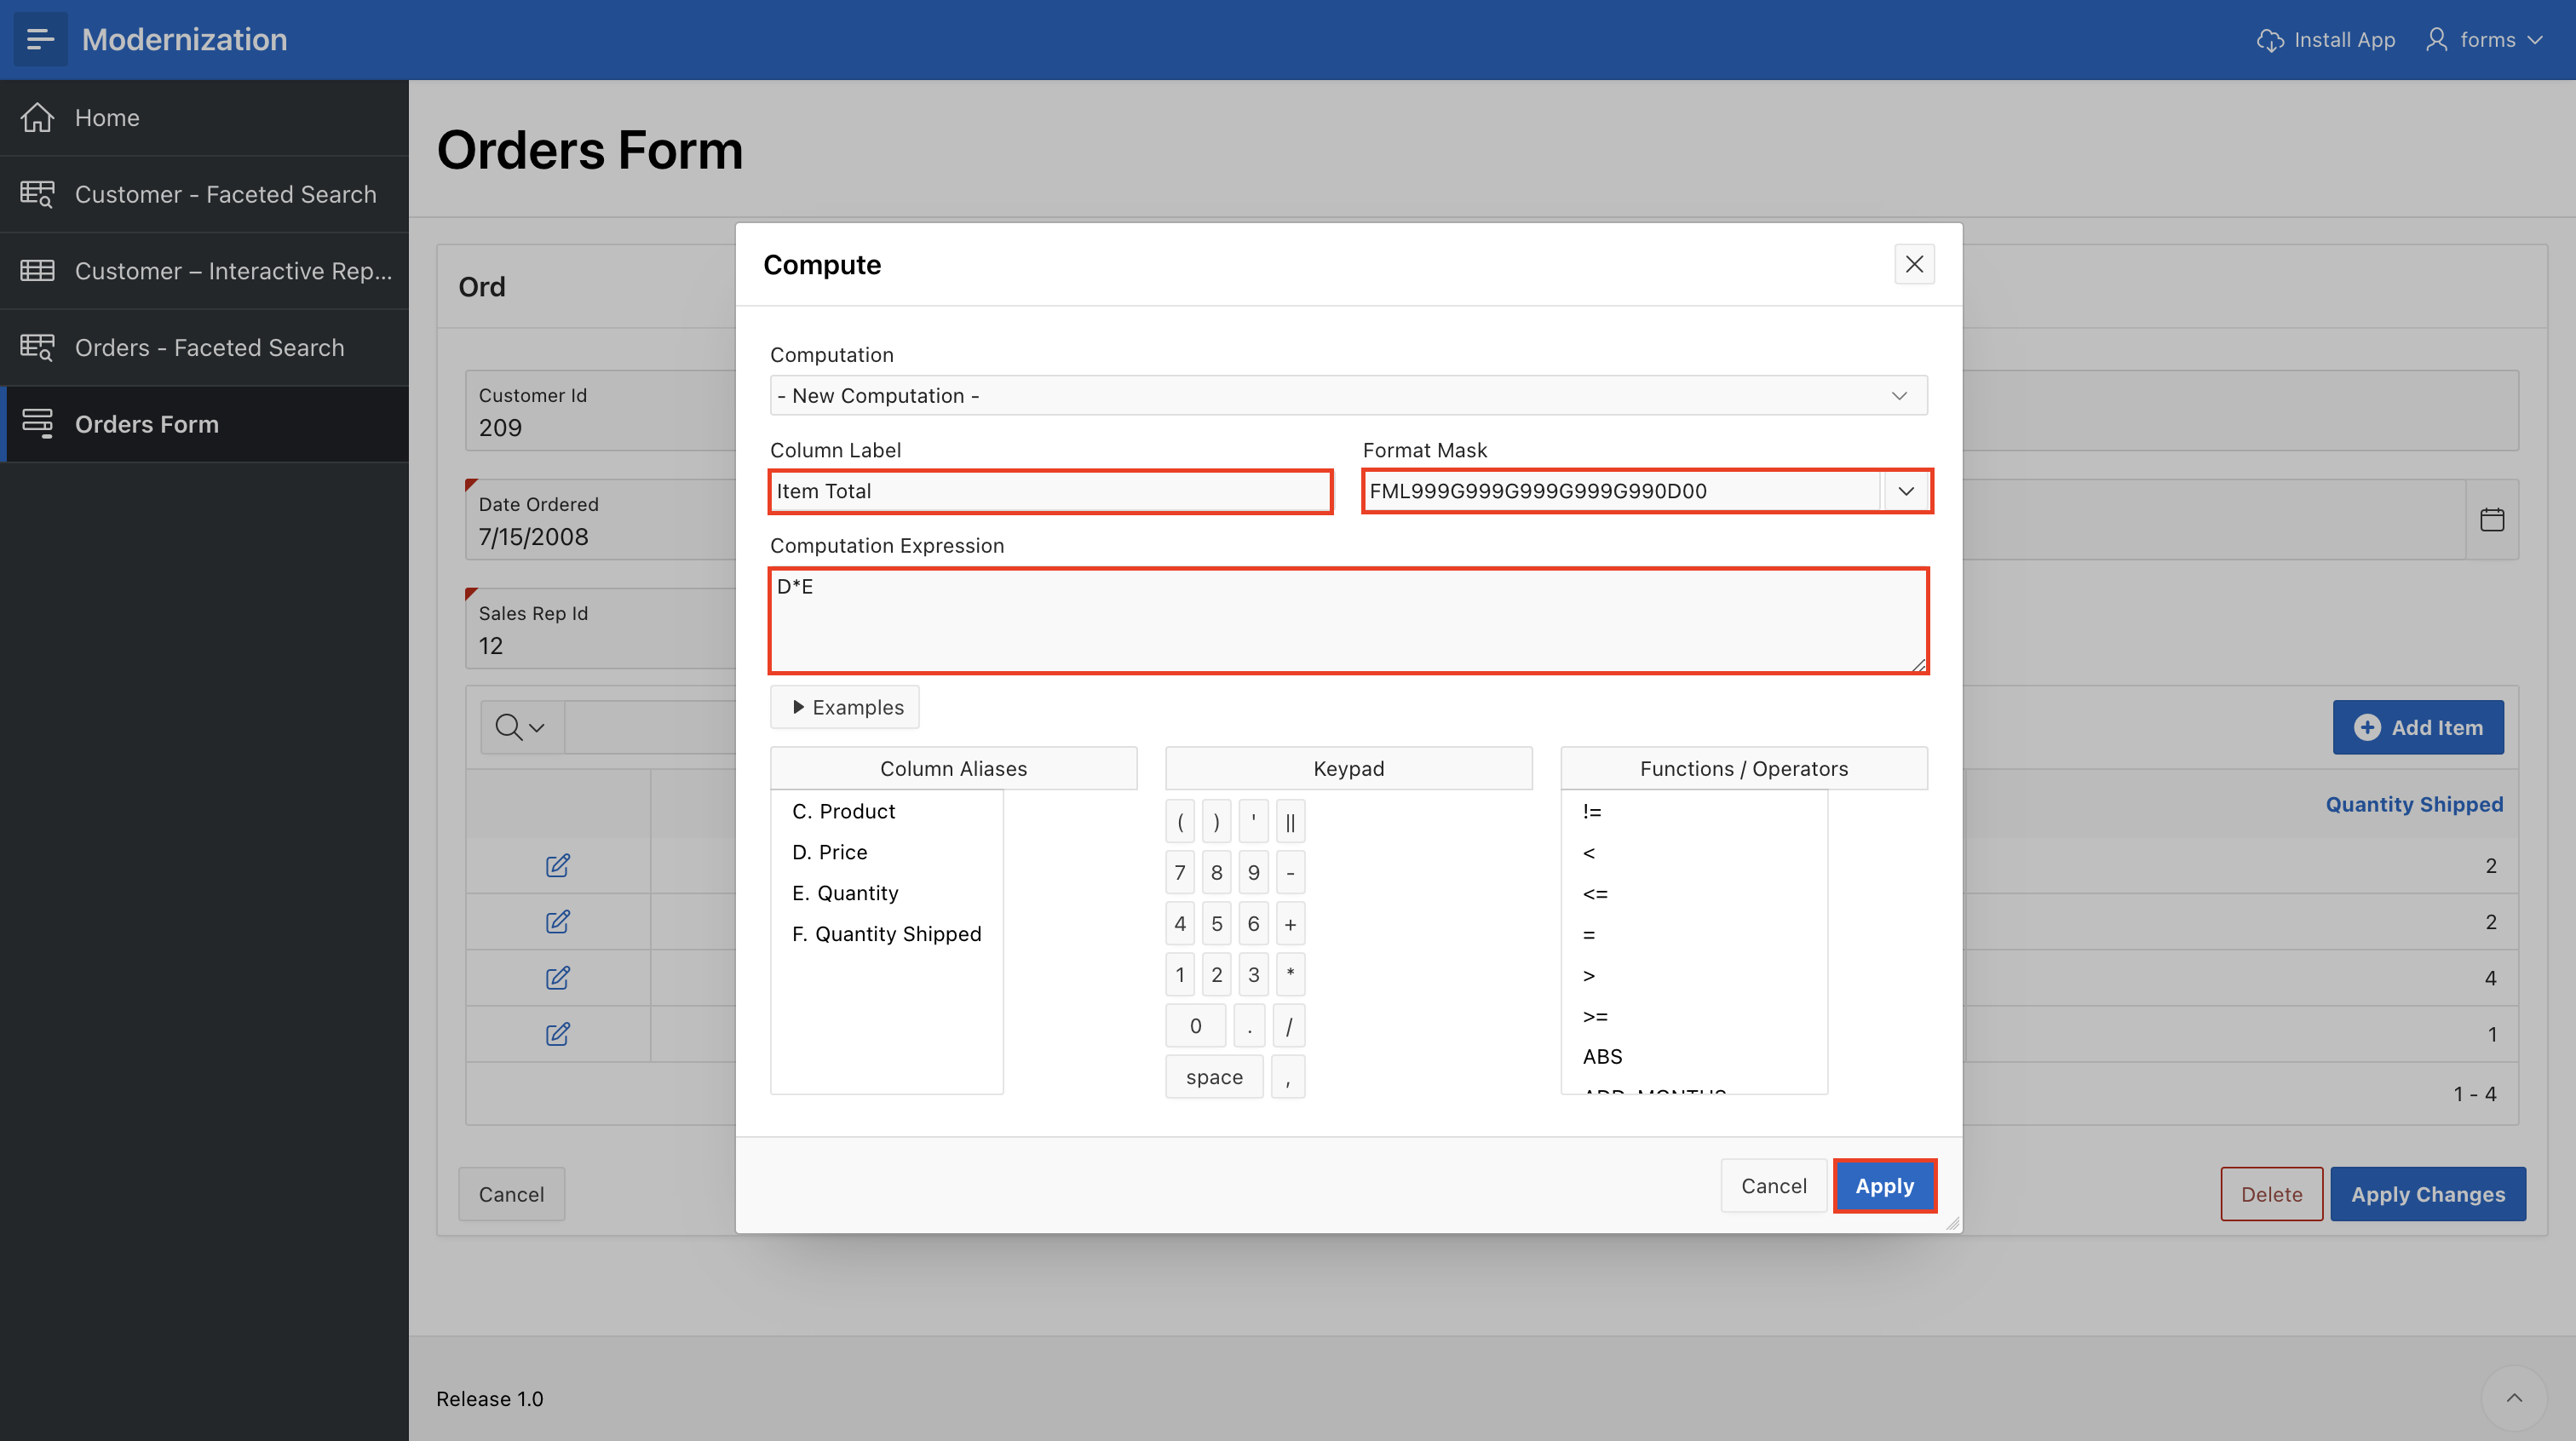 Modernization
Install App
forms
Home
Customer - Faceted Search
Customer – Interactive Rep...
Orders - Faceted Search
Orders Form
Orders Form
Ord
Customer Id
209
Date Ordered
7/15/2008
Sales Rep Id
12
Compute
Computation
- New Computation -
Column Label
Format Mask
Item Total
FML999G999G999G999G990D00
Computation Expression
D*E
Examples
Column Aliases
Keypad
Functions / Operators
C. Product
D. Price
E. Quantity
F. Quantity Shipped
( ) ' ||
7 8 9 -
4 5 6 +
1 2 3 *
0 . /
space ,
!=
<
<=
=
>
>=
ABS
Cancel
Apply
Add Item
Quantity Shipped
2
2
4
1
1 - 4
Cancel
Delete
Apply Changes
Release 1.0